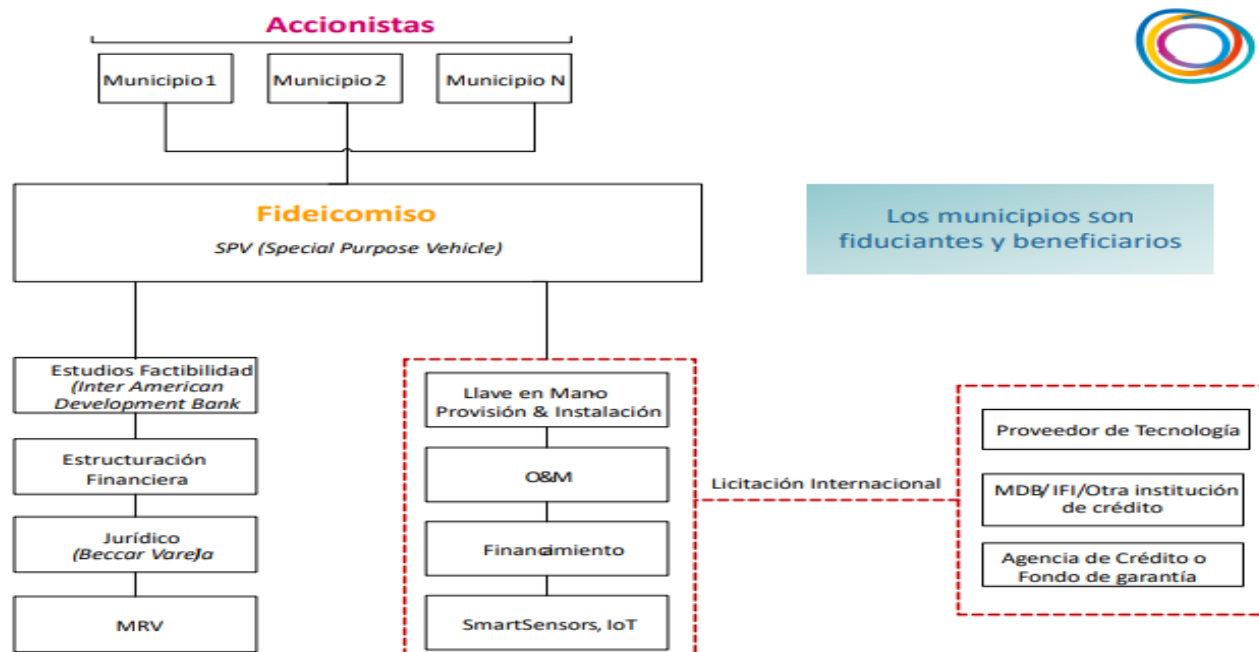 Accionistas
Municipio 1
Municipio 2
Municipio N
Fideicomiso
SPV (Special Purpose Vehicle)
Los municipios son
fiduciantes y beneficiarios
Estudios Factibilidad
(Inter American
Development Bank
Estructuración
Financiera
Jurídico
(Beccar Varela)
MRV
Llave en Mano
Provisión & Instalación
O&M
Financiamiento
SmartSensors, IoT
Licitación Internacional
Proveedor de Tecnología
MDB/ IFI/Otra institución
de crédito
Agencia de Crédito o
Fondo de garantía